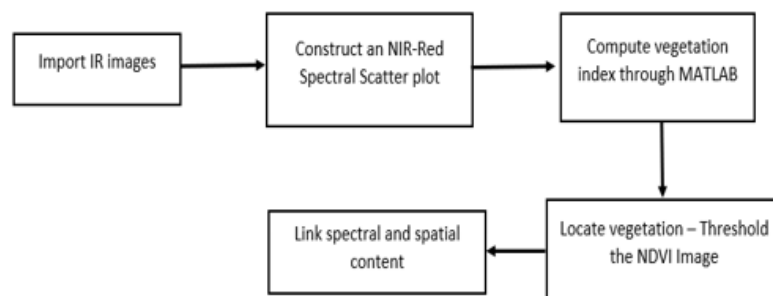 Import IR images
Construct an NIR-Red
Spectral Scatter plot
Compute vegetation
index through MATLAB
Locate vegetation – Threshold
the NDVI Image
Link spectral and spatial
content